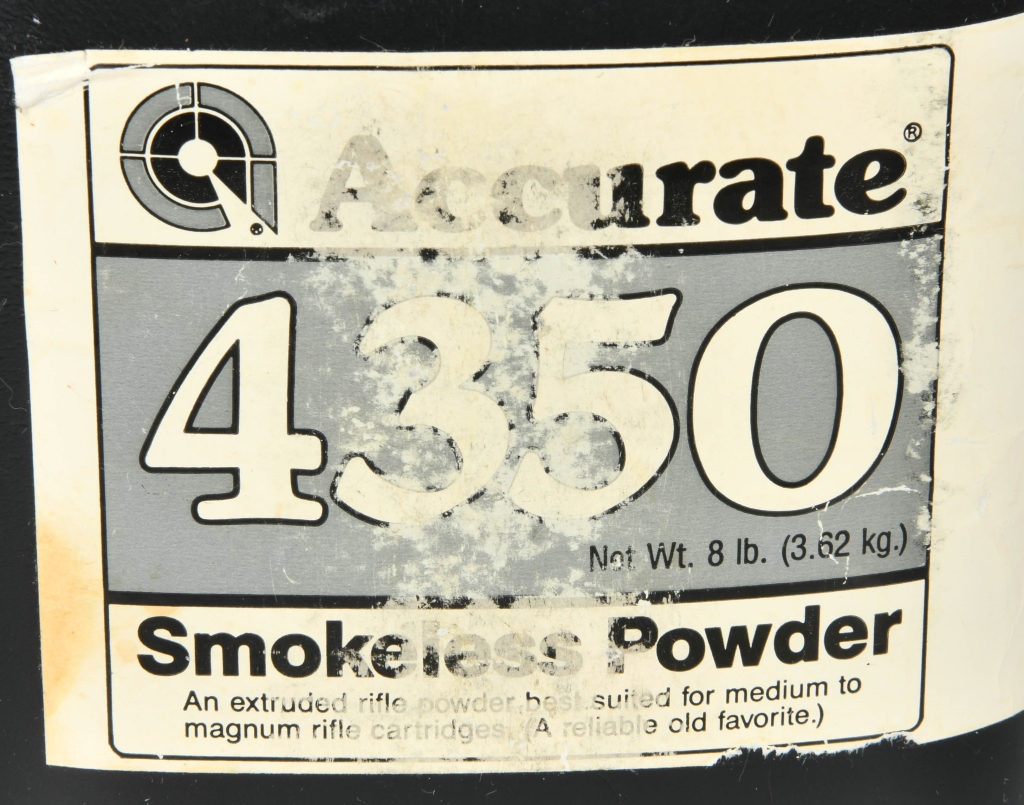 Accurate®
4350
Net Wt. 8 lb. (3.62 kg.)
Smokeless Powder
An extruded rifle powder best suited for medium to
magnum rifle cartridges. (A reliable old favorite.)